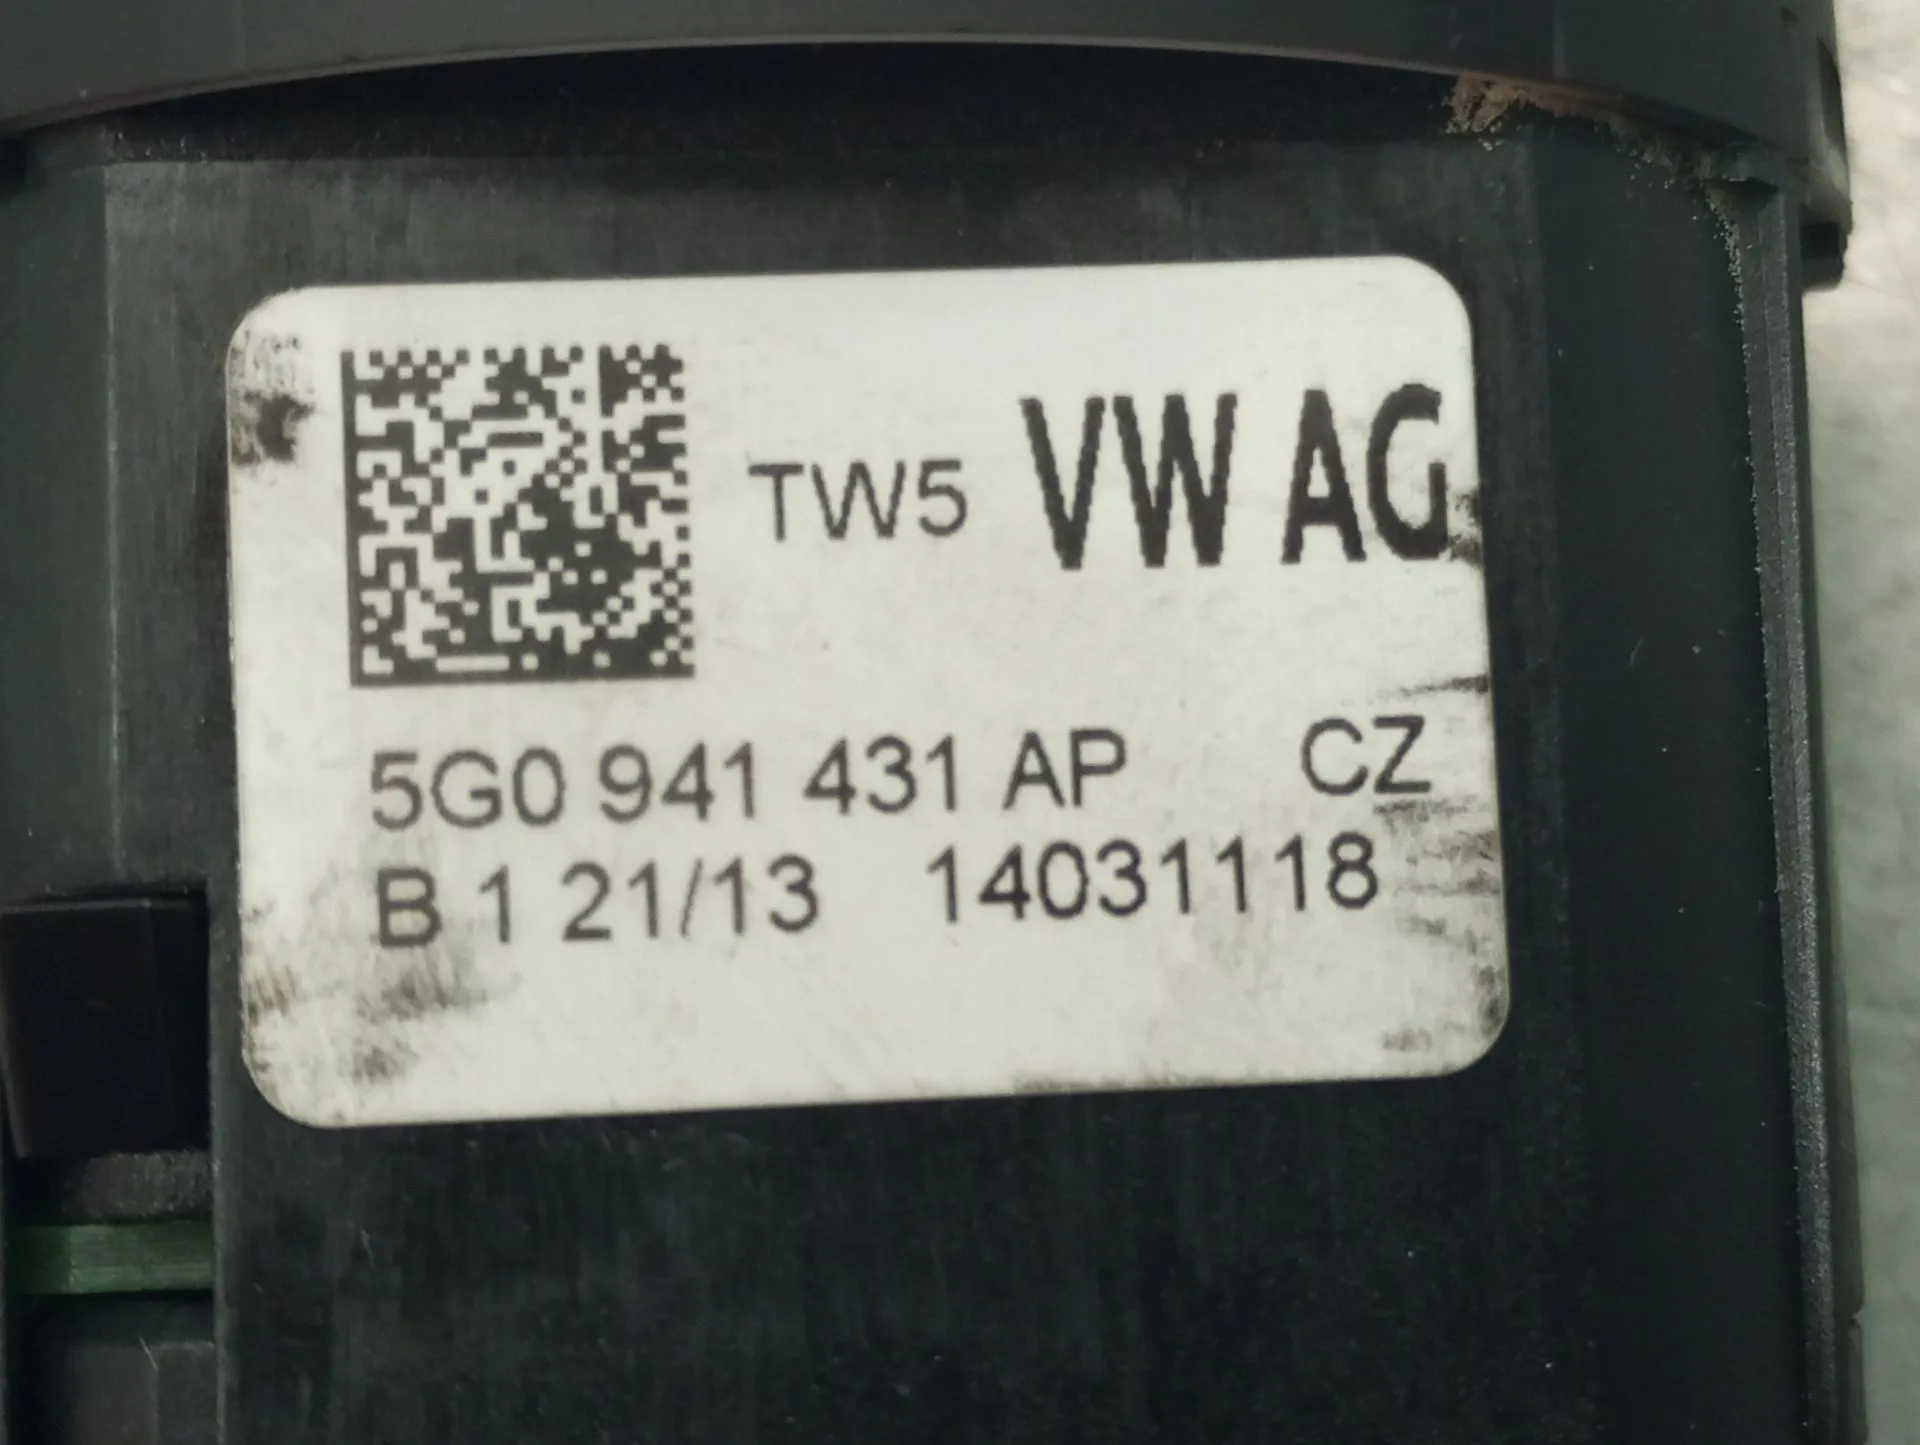 TW5 VW AG
5G0 941 431 AP CZ
B 1 21/13 14031118